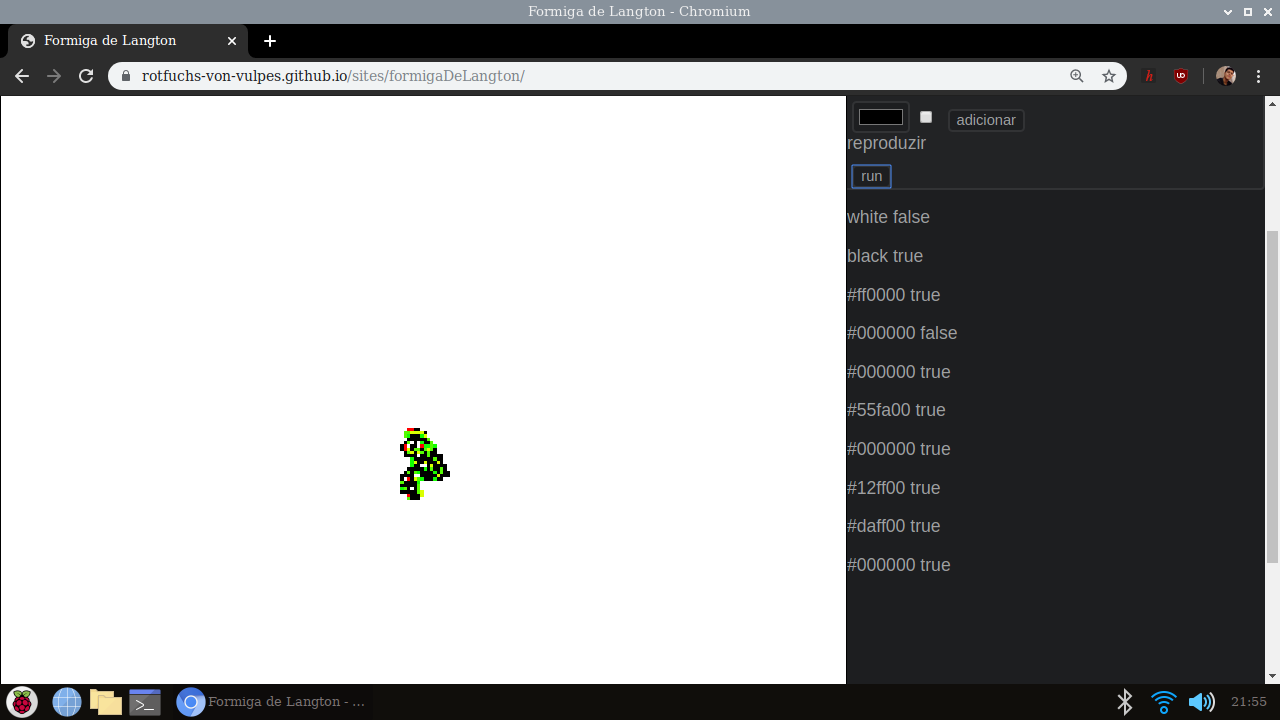 Formiga de Langton - Chromium
Formiga de Langton
rotfuchs-von-vulpes.github.io/sites/formigaDeLangton/
adicionar
reproduzir
run
white false
black true
#ff0000 true
#000000 false
#000000 true
#55fa00 true
#000000 true
#12ff00 true
#daff00 true
#000000 true
Formiga de Langton - ...
21:55